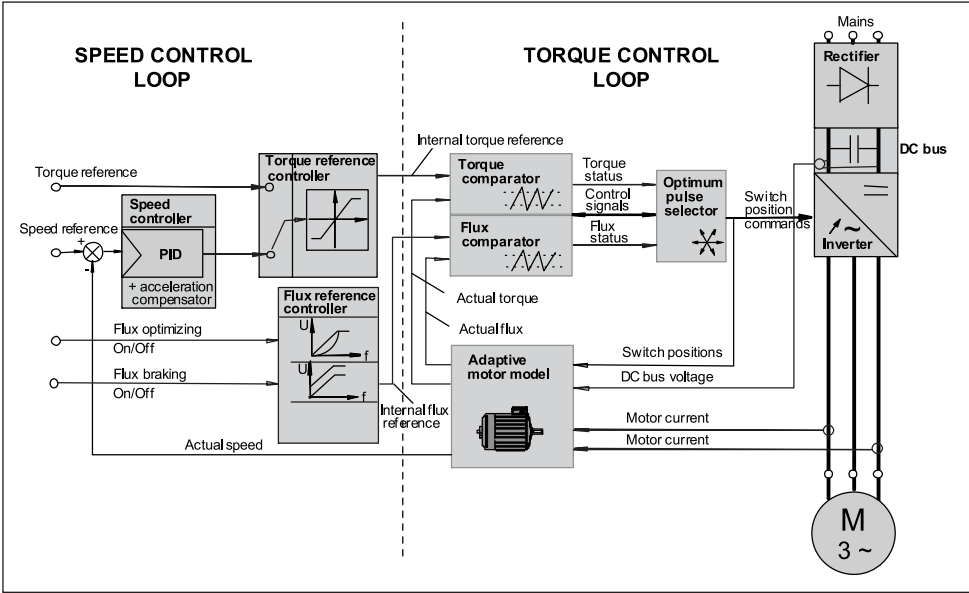 SPEED CONTROL
LOOP
TORQUE CONTROL
LOOP
Mains
Rectifier
DC bus
Inverter
~
Torque reference
Speed reference
+
-
Speed
controller
PID
+ acceleration
compensator
Torque reference
controller
Internal torque reference
Flux optimizing
On/Off
Flux braking
On/Off
Flux reference
controller
U
f
U
f
Internal flux
reference
Actual speed
Torque
comparator
Flux
comparator
Torque
status
Control
signals
Flux
status
Optimum
pulse
selector
Switch
position
commands
Actual torque
Actual flux
Adaptive
motor model
Switch positions
DC bus voltage
Motor current
Motor current
M
3 ~